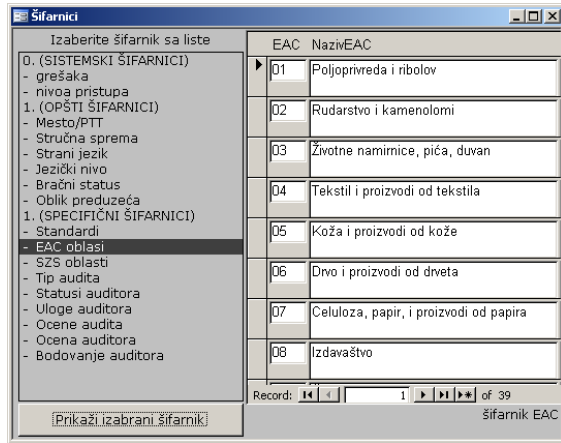 Šifarnici
Izaberite šifarnik sa liste
0. (SISTEMSKI ŠIFARNICI)
- grešaka
- nivoa pristupa
1. (OPŠTI ŠIFARNICI)
- Mesto/PTT
- Stručna sprema
- Strani jezik
- Jezički nivo
- Bračni status
- Oblik preduzeća
1. (SPECIFIČNI ŠIFARNICI)
- Standardi
- EAC oblasi
- SZS oblasti
- Tip audita
- Statusi auditora
- Uloge auditora
- Ocene audita
- Ocena auditora
- Bodovanje auditora
Prikaži izabrani šifarnik
EAC NazivEAC
01 Poljoprivreda i ribolov
02 Rudarstvo i kamenolomi
03 Životne namirnice, pića, duvan
04 Tekstil i proizvodi od tekstila
05 Koža i proizvodi od kože
06 Drvo i proizvodi od drveta
07 Celuloza, papir, i proizvodi od papira
08 Izdavaštvo
Record: 1 of 39
šifarnik EAC